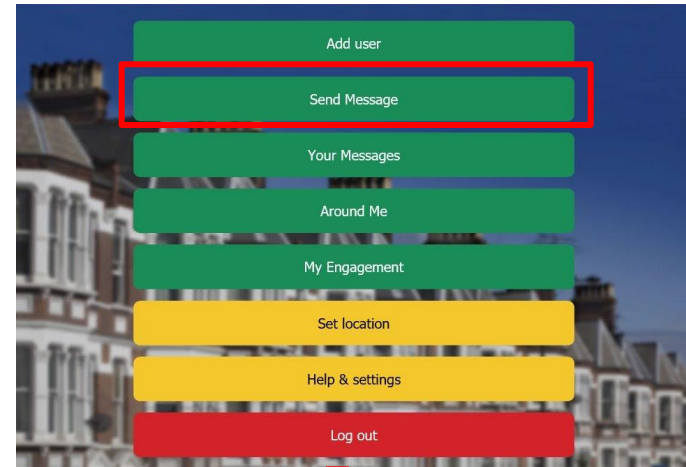 Add user
Send Message
Your Messages
Around Me
My Engagement
Set location
Help & settings
Log out